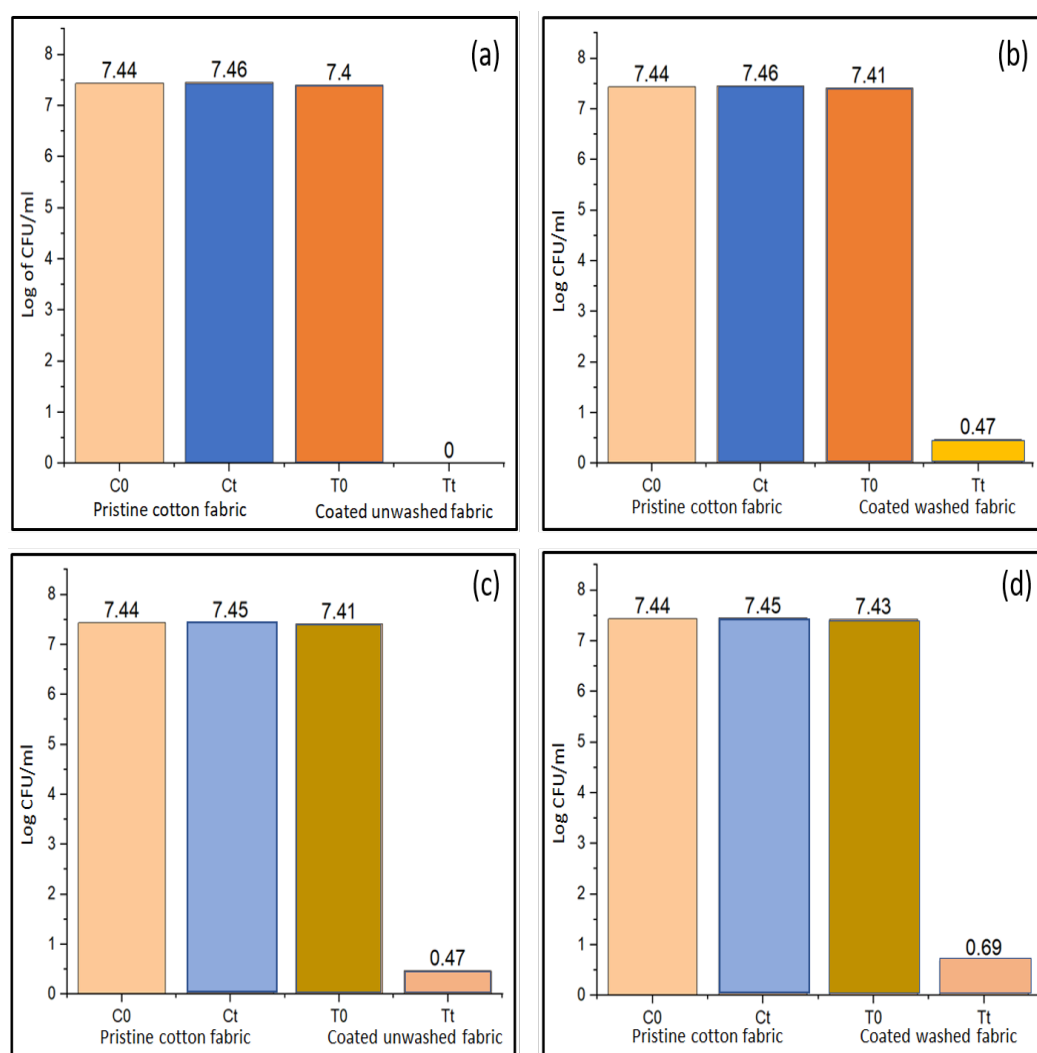 (a)
Log of CFU/ml
8
7
6
5
4
3
2
1
0
7.44 7.46 7.4 0
C0 Ct T0 Tt
Pristine cotton fabric Coated unwashed fabric
(b)
Log CFU/ml
8
7
6
5
4
3
2
1
0
7.44 7.46 7.41 0.47
C0 Ct T0 Tt
Pristine cotton fabric Coated washed fabric
(c)
Log CFU/ml
8
7
6
5
4
3
2
1
0
7.44 7.45 7.41 0.47
C0 Ct T0 Tt
Pristine cotton fabric Coated unwashed fabric
(d)
Log CFU/ml
8
7
6
5
4
3
2
1
0
7.44 7.45 7.43 0.69
C0 Ct T0 Tt
Pristine cotton fabric Coated washed fabric